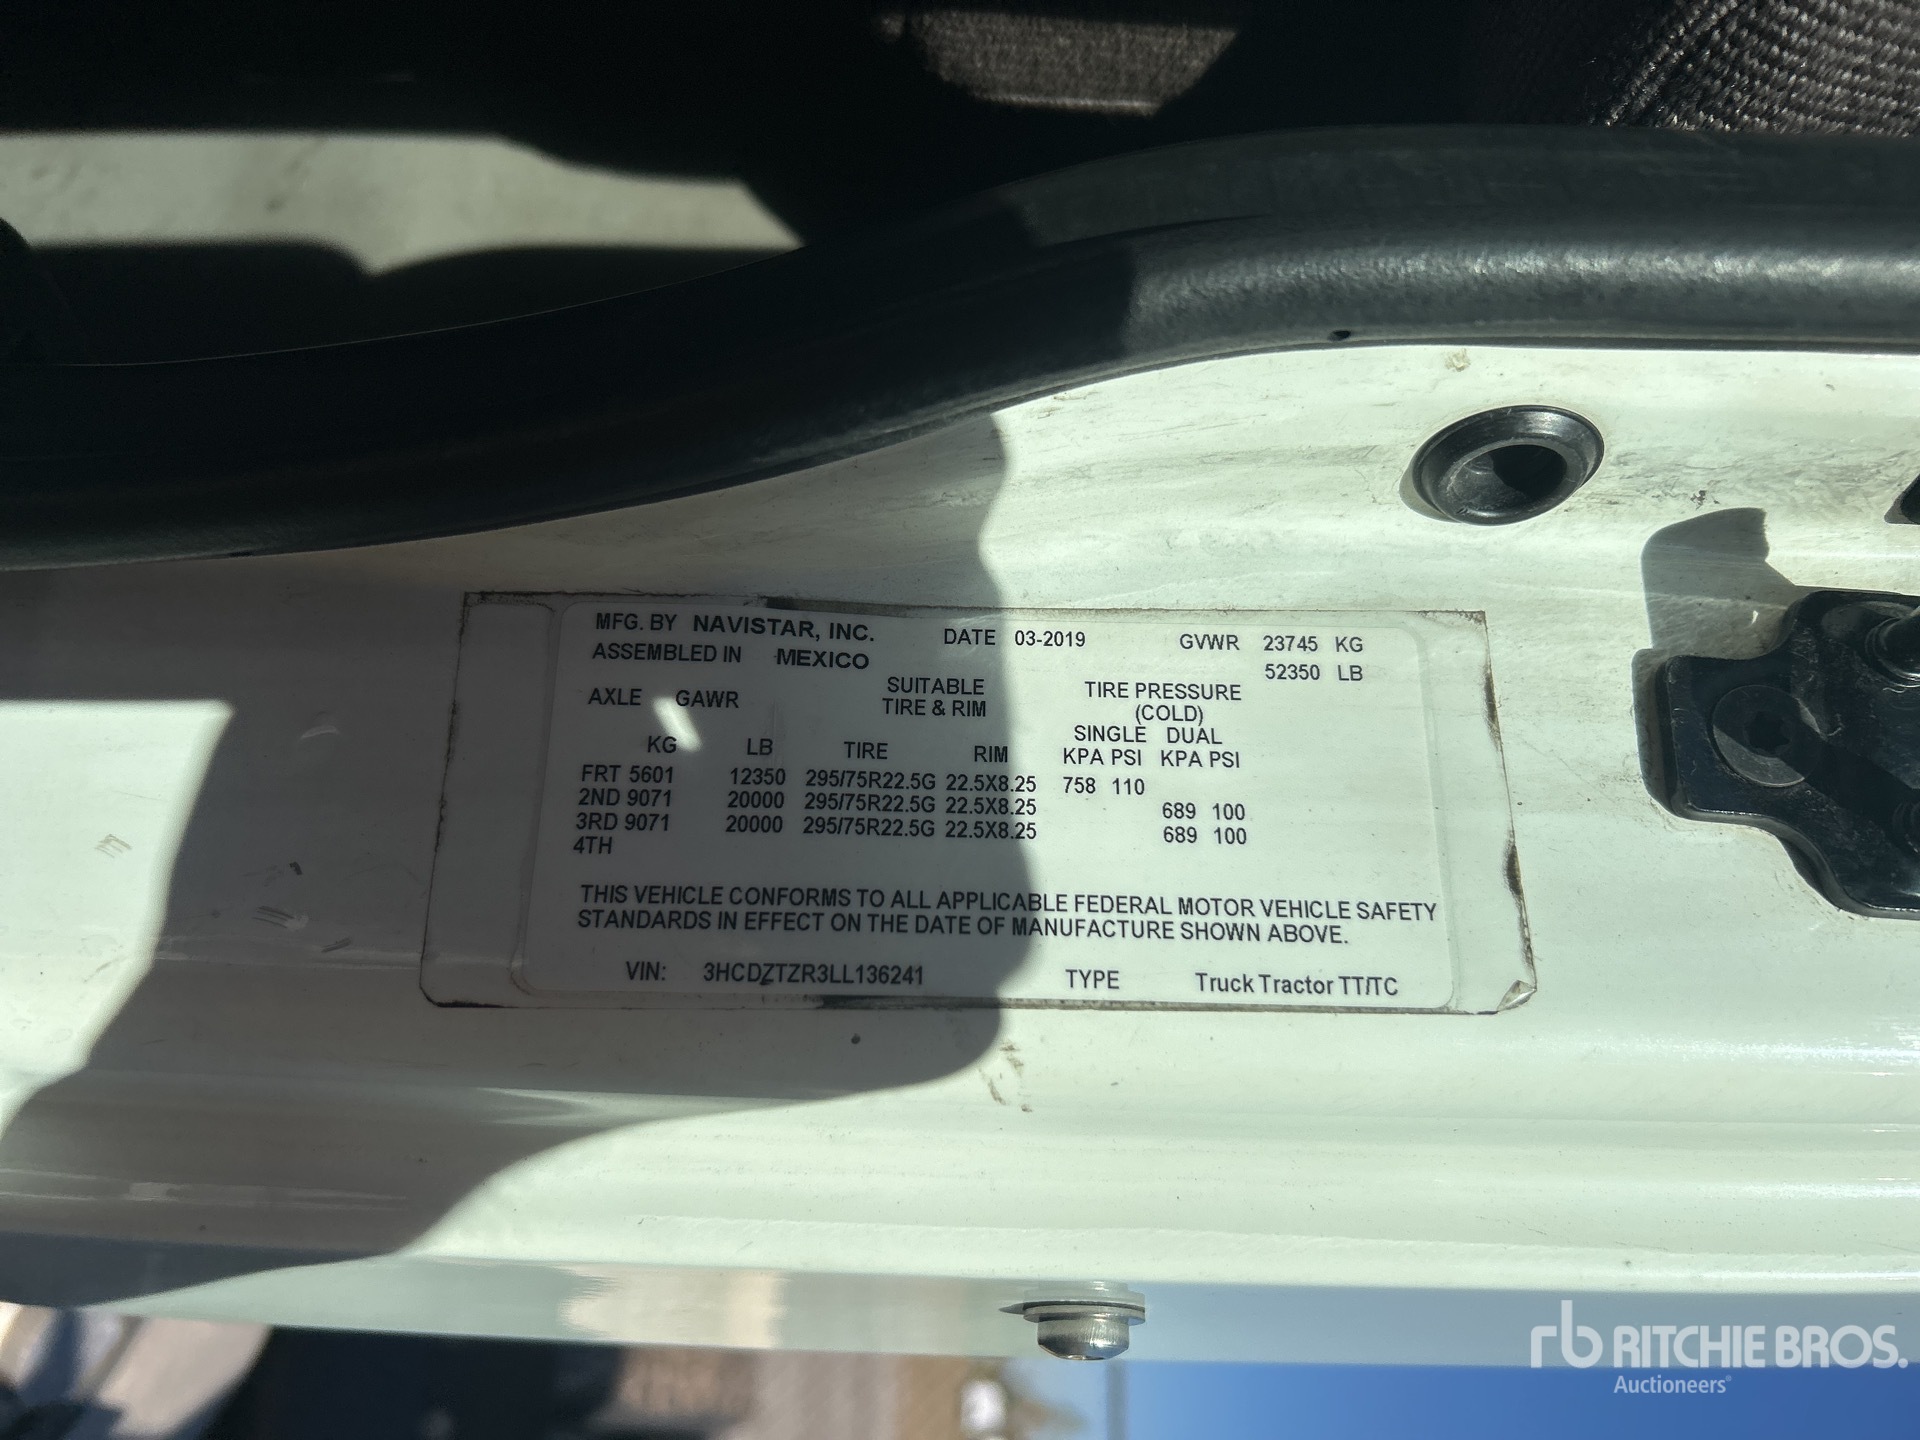 MFG. BY NAVISTAR, INC. DATE 03-2019 GVWR 23745 KG
ASSEMBLED IN MEXICO 52350 LB
AXLE GAWR SUITABLE TIRE & RIM TIRE PRESSURE (COLD)
SINGLE DUAL
KG LB TIRE RIM KPA PSI KPA PSI
FRT 5601 12350 295/75R22.5G 22.5X8.25 758 110
2ND 9071 20000 295/75R22.5G 22.5X8.25 689 100
3RD 9071 20000 295/75R22.5G 22.5X8.25 689 100
4TH
THIS VEHICLE CONFORMS TO ALL APPLICABLE FEDERAL MOTOR VEHICLE SAFETY
STANDARDS IN EFFECT ON THE DATE OF MANUFACTURE SHOWN ABOVE.
VIN: 3HCDZTZR3LL136241 TYPE Truck Tractor TT/TC
rb RITCHIE BROS.
Auctioneers